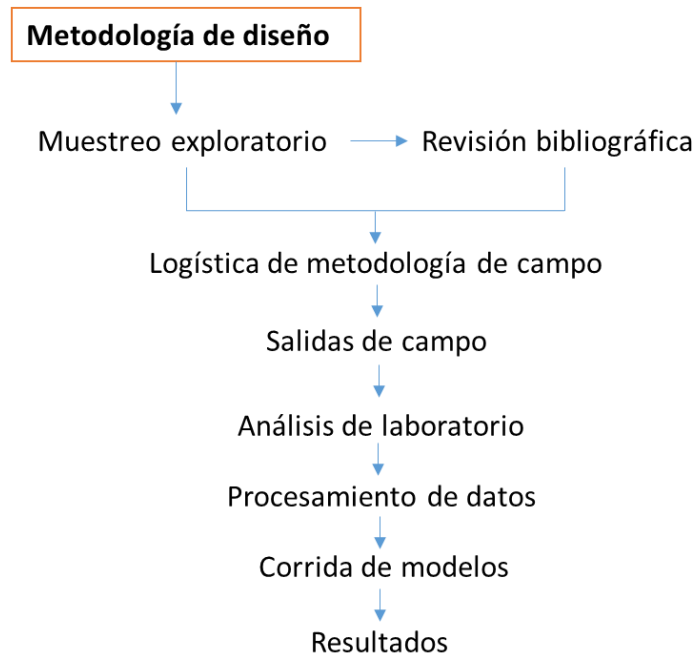 Metodología de diseño
Muestreo exploratorio
Revisión bibliográfica
Logística de metodología de campo
Salidas de campo
Análisis de laboratorio
Procesamiento de datos
Corrida de modelos
Resultados